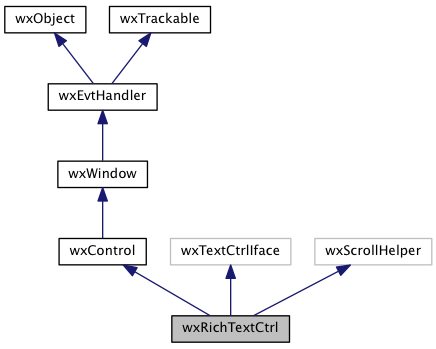 wxObject
wxTrackable
wxEvtHandler
wxWindow
wxControl
wxTextCtrlIface
wxScrollHelper
wxRichTextCtrl